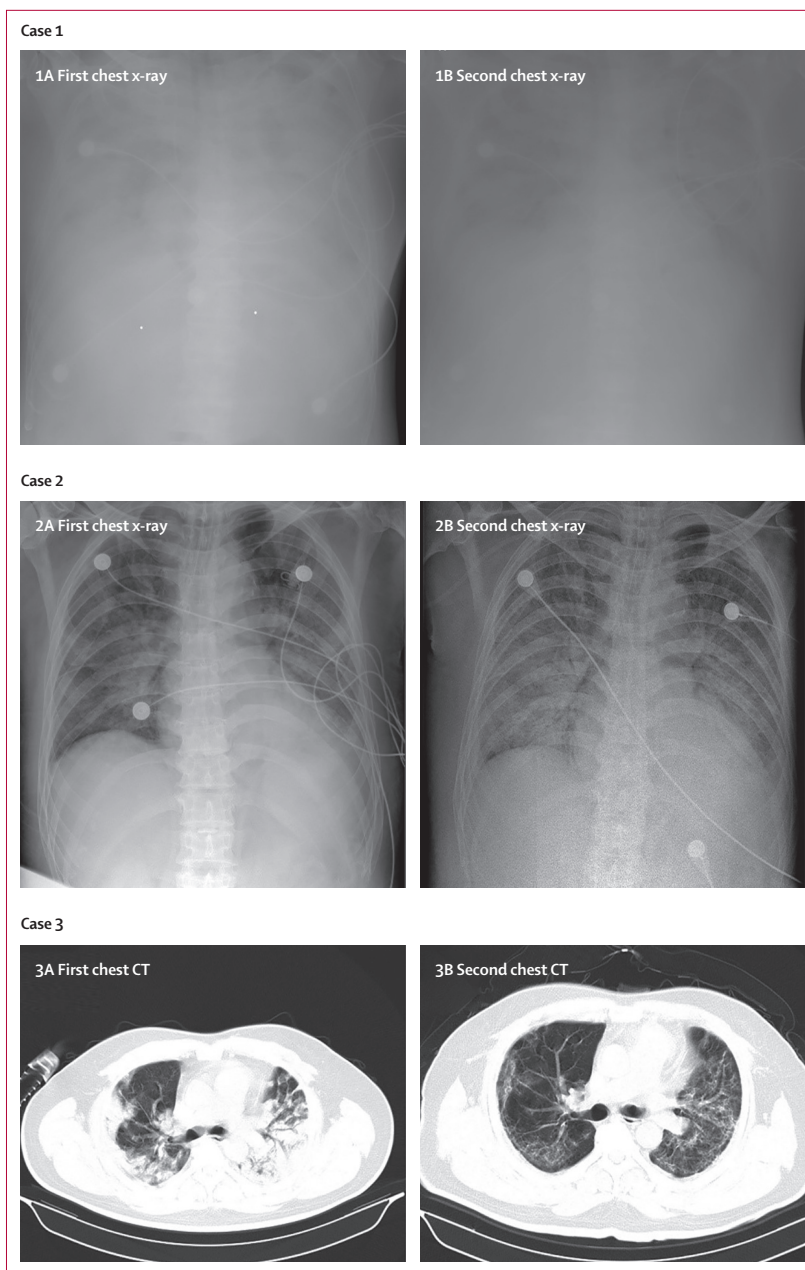 Case 1
1A First chest x-ray
1B Second chest x-ray
Case 2
2A First chest x-ray
2B Second chest x-ray
Case 3
3A First chest CT
3B Second chest CT